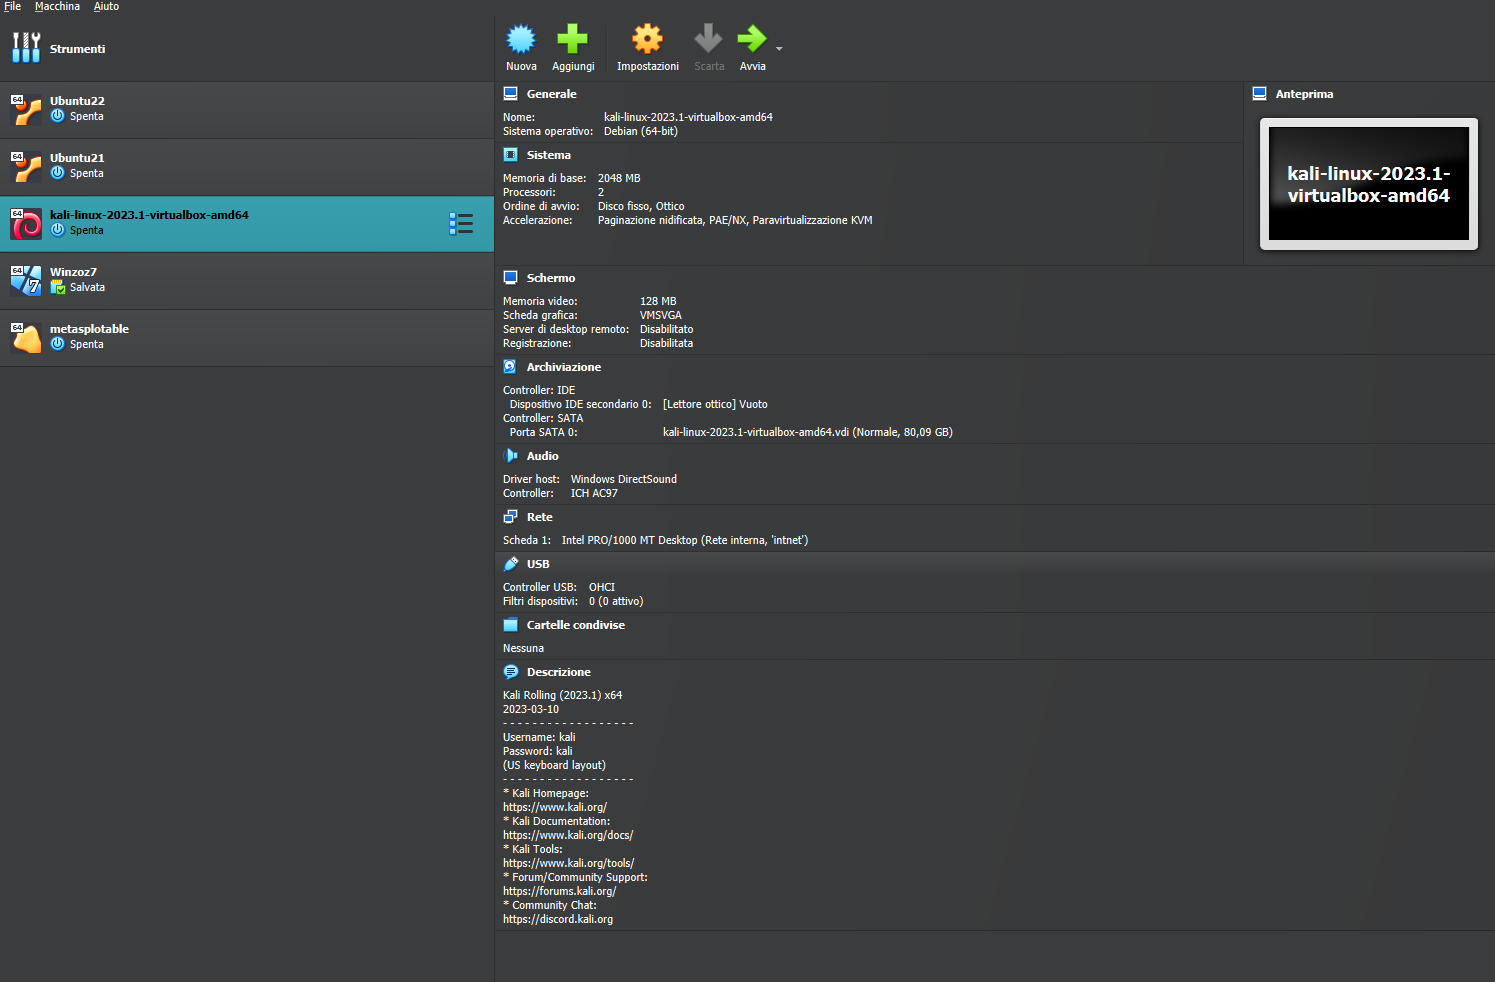 File Macchina Aiuto
Strumenti
64 Ubuntu22
Spenta
64 Ubuntu21
Spenta
64 kali-linux-2023.1-virtualbox-amd64
Spenta
64 7 Winzoz7
Salvata
64 metasplotable
Spenta
Nuova Aggiungi Impostazioni Scarta Avvia
Generale
Nome: kali-linux-2023.1-virtualbox-amd64
Sistema operativo: Debian (64-bit)
Sistema
Memoria di base: 2048 MB
Processori: 2
Ordine di avvio: Disco fisso, Ottico
Accelerazione: Paginazione nidificata, PAE/NX, Paravirtualizzazione KVM
Anteprima
kali-linux-2023.1-
virtualbox-amd64
Schermo
Memoria video: 128 MB
Scheda grafica: VMSVGA
Server di desktop remoto: Disabilitato
Registrazione: Disabilitata
Archiviazione
Controller: IDE
Dispositivo IDE secondario 0: [Lettore ottico] Vuoto
Controller: SATA
Porta SATA 0: kali-linux-2023.1-virtualbox-amd64.vdi (Normale, 80,09 GB)
Audio
Driver host: Windows DirectSound
Controller: ICH AC97
Rete
Scheda 1: Intel PRO/1000 MT Desktop (Rete interna, 'intnet')
USB
Controller USB: OHCI
Filtri dispositivi: 0 (0 attivo)
Cartelle condivise
Nessuna
Descrizione
Kali Rolling (2023.1) x64
2023-03-10
- - - - - - - - - - - - - - - - - -
Username: kali
Password: kali
(US keyboard layout)
- - - - - - - - - - - - - - - - - -
* Kali Homepage:
https://www.kali.org/
* Kali Documentation:
https://www.kali.org/docs/
* Kali Tools:
https://www.kali.org/tools/
* Forum/Community Support:
https://forums.kali.org/
* Community Chat:
https://discord.kali.org